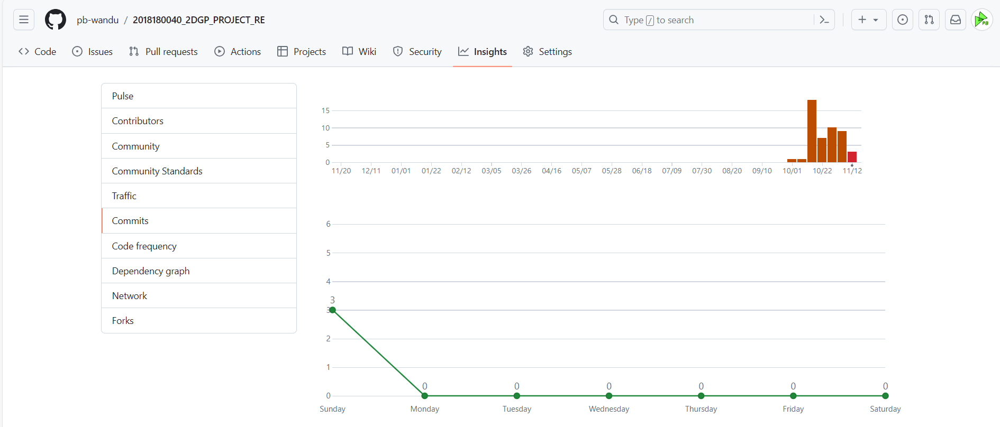 pb-wandu / 2018180040_2DGP_PROJECT_RE
Type / to search
Code Issues Pull requests Actions Projects Wiki Security Insights Settings
Pulse
Contributors
Community
Community Standards
Traffic
Commits
Code frequency
Dependency graph
Network
Forks
15
10
5
0
11/20 12/11 01/01 01/22 02/12 03/05 03/26 04/16 05/07 05/28 06/18 07/09 07/30 08/20 09/10 10/01 10/22 11/12
6
5
4
3
3
2
1
0 0 0 0 0 0
0
Sunday Monday Tuesday Wednesday Thursday Friday Saturday
PB